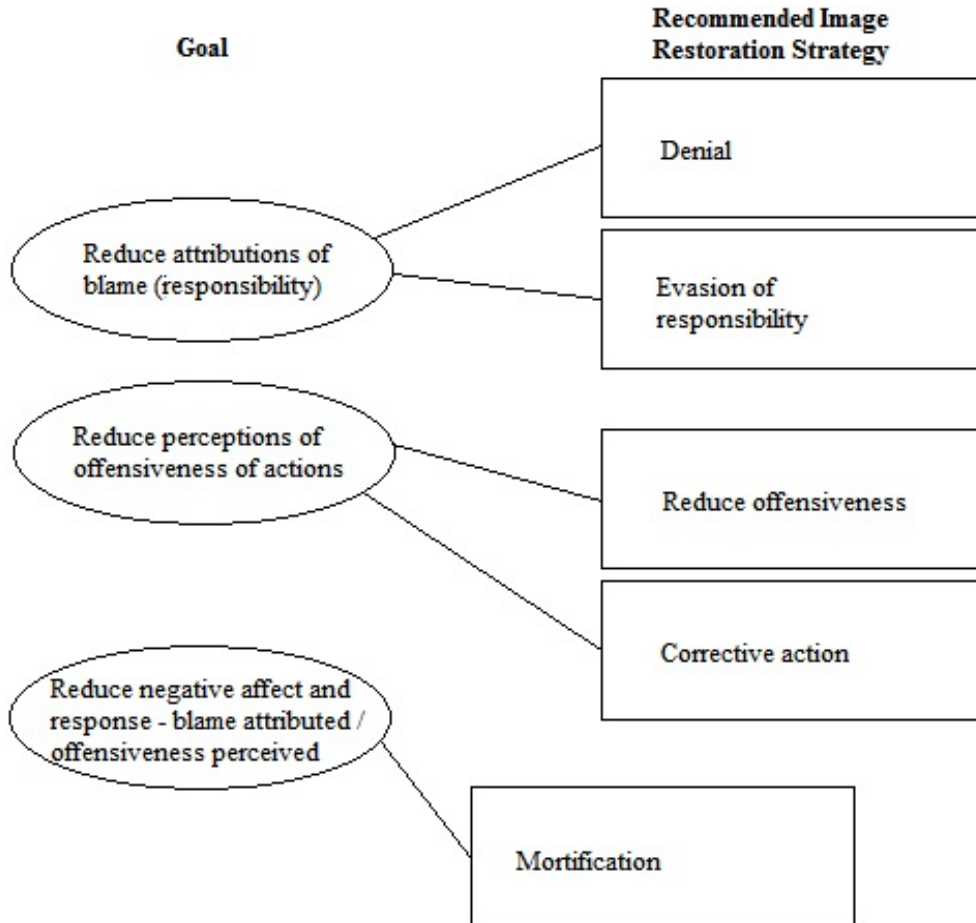 Goal
Recommended Image
Restoration Strategy
Denial
Reduce attributions of
blame (responsibility)
Evasion of
responsibility
Reduce perceptions of
offensiveness of actions
Reduce offensiveness
Corrective action
Reduce negative affect and
response - blame attributed /
offensiveness perceived
Mortification